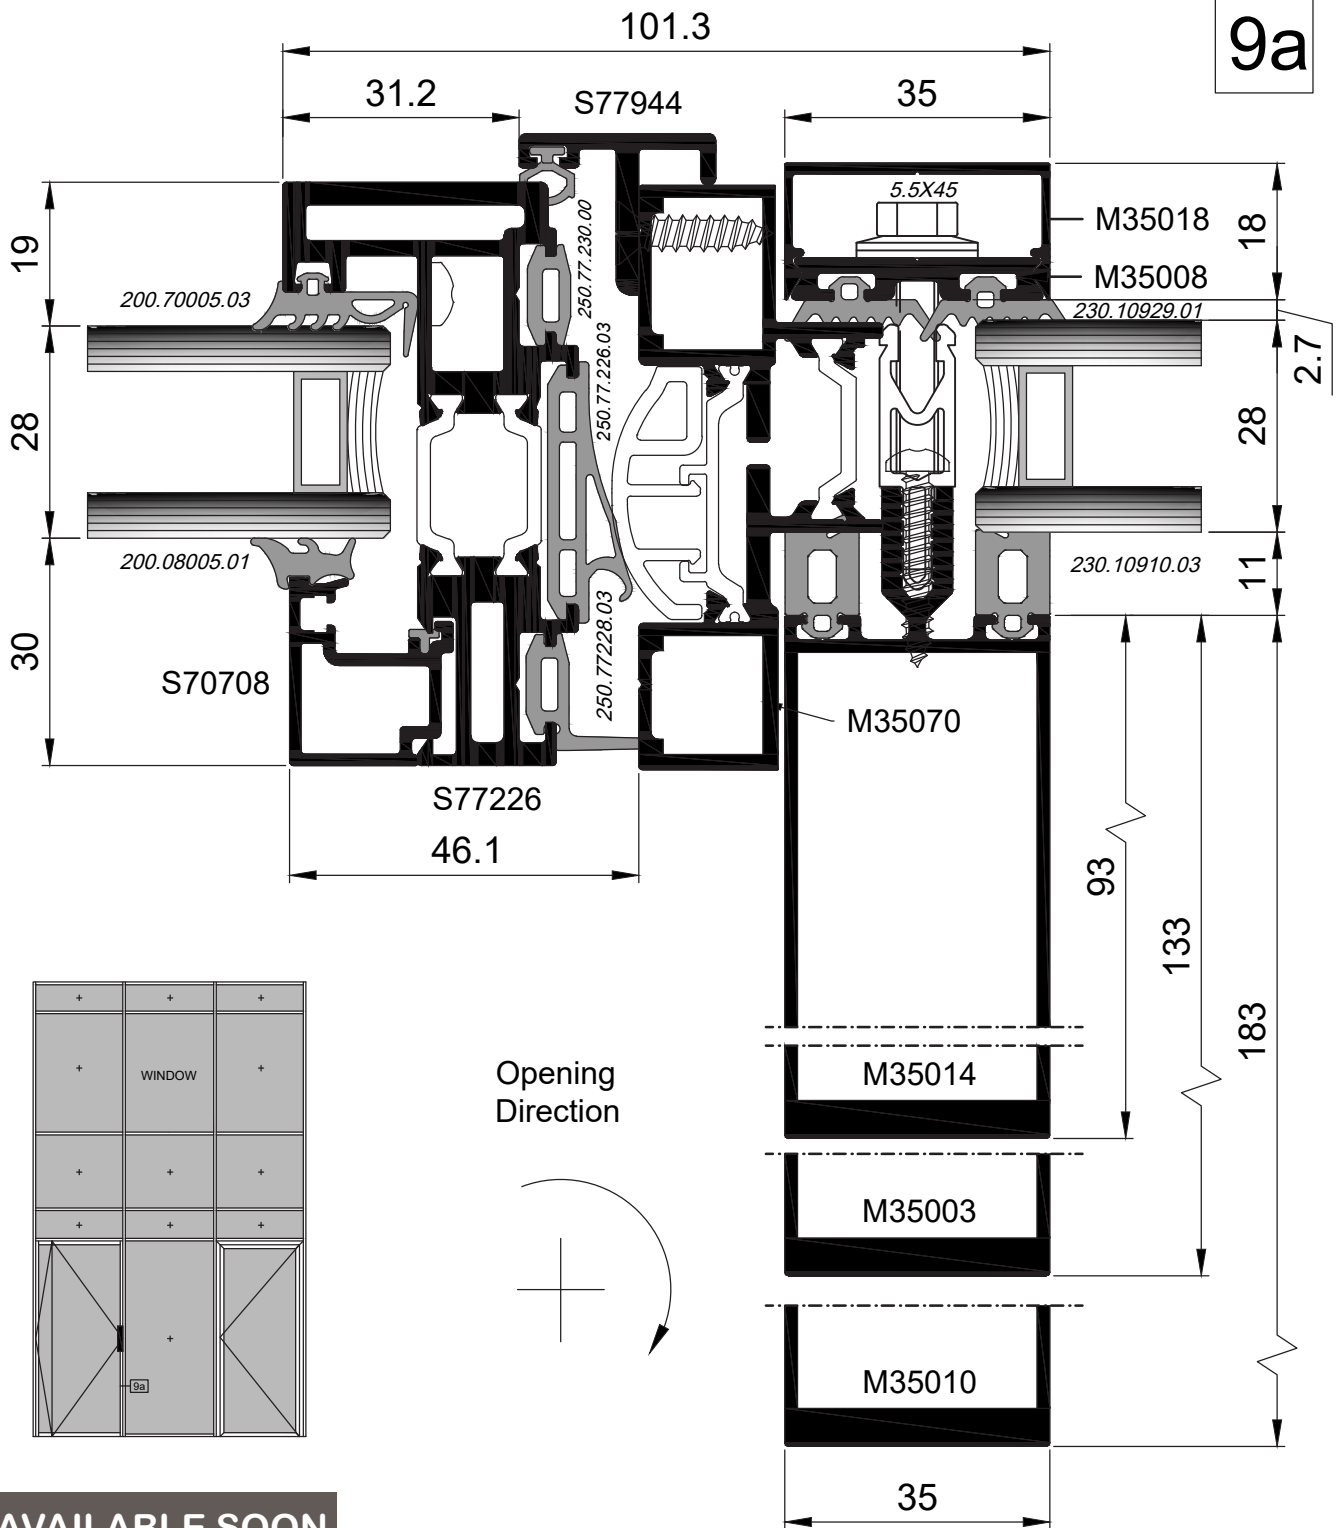 101.3
9a
31.2
S77944
35
5.5X45
M35018
18
19
250.77.230.00
M35008
200.70005.03
230.10929.01
2.7
250.77.226.03
28
28
200.08005.01
230.10910.03
11
30
250.77228.03
S70708
M35070
S77226
46.1
93
133
183
WINDOW
Opening
Direction
M35014
M35003
M35010
9a
35
AVAILABLE SOON